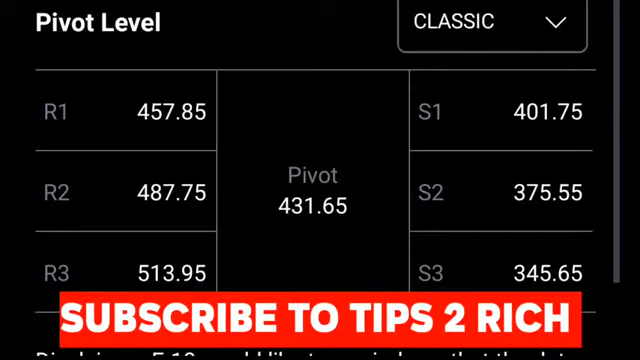 Pivot Level
CLASSIC
R1 457.85
S1 401.75
Pivot
431.65
R2 487.75
S2 375.55
R3 513.95
S3 345.65
SUBSCRIBE TO TIPS 2 RICH